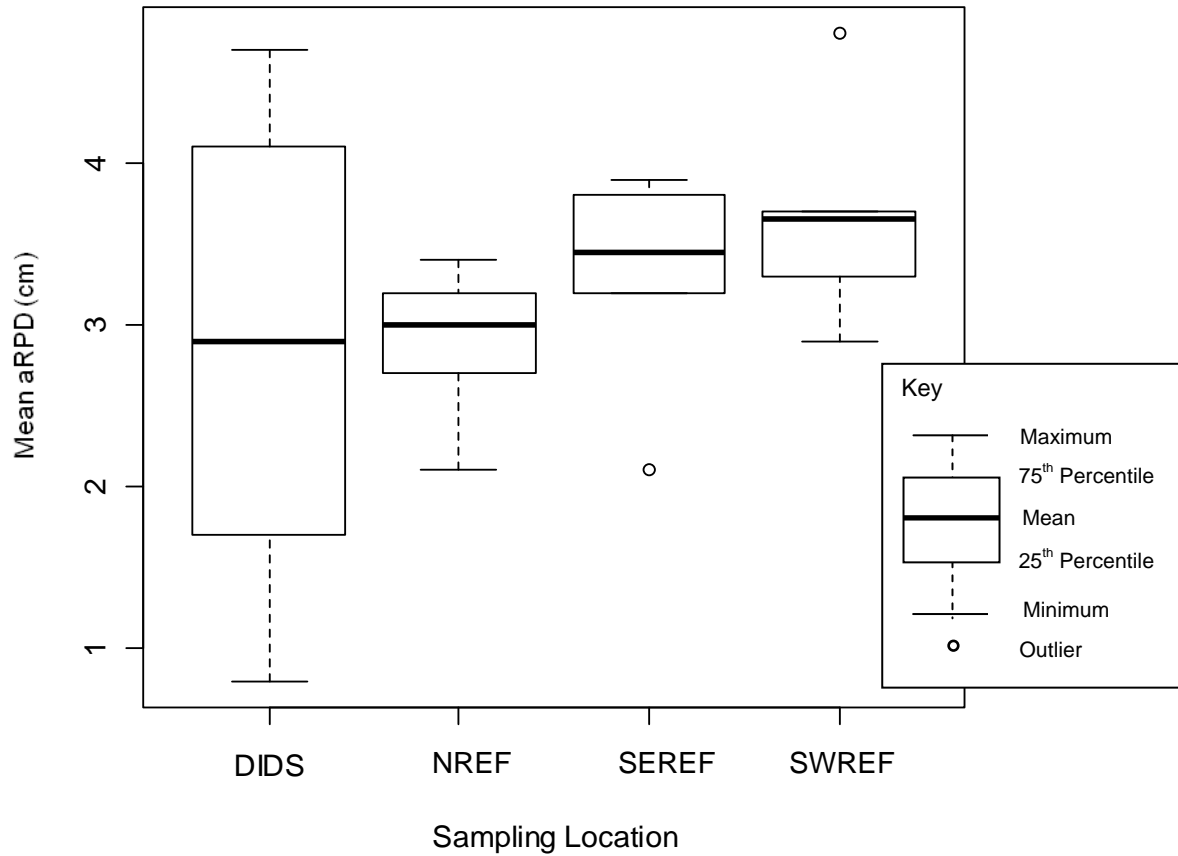 Mean aRPD (cm)
4
3
2
1
DIDS
NREF
SEREF
SWREF
Sampling Location
Key
Maximum
75th Percentile
Mean
25th Percentile
Minimum
Outlier